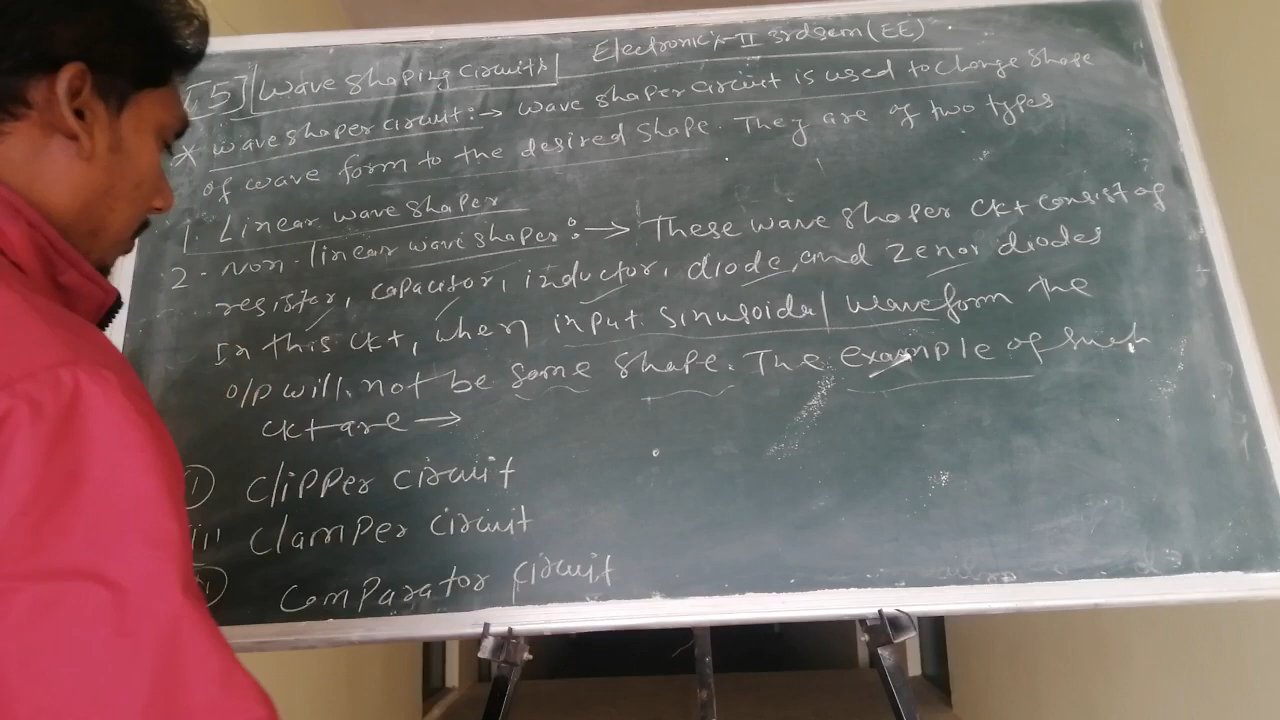 Electronics-II 3rdsem (EE)
[5] Wave shaping circuits
* wave shaper circuit :→ wave shaper circuit is used to change shape
of wave form to the desired shape. They are of two types
1. Linear wave shaper
2 - Non-linear wave shaper :→ These wave shaper ckt consist of
resister, capacitor, inductor, diode, and Zenor diodes
In this ckt, when input sinusoidal waveform the
o/p will not be same shape. The example of such
ckt are →
① Clipper circuit
iii Clamper circuit
Comparator circuit